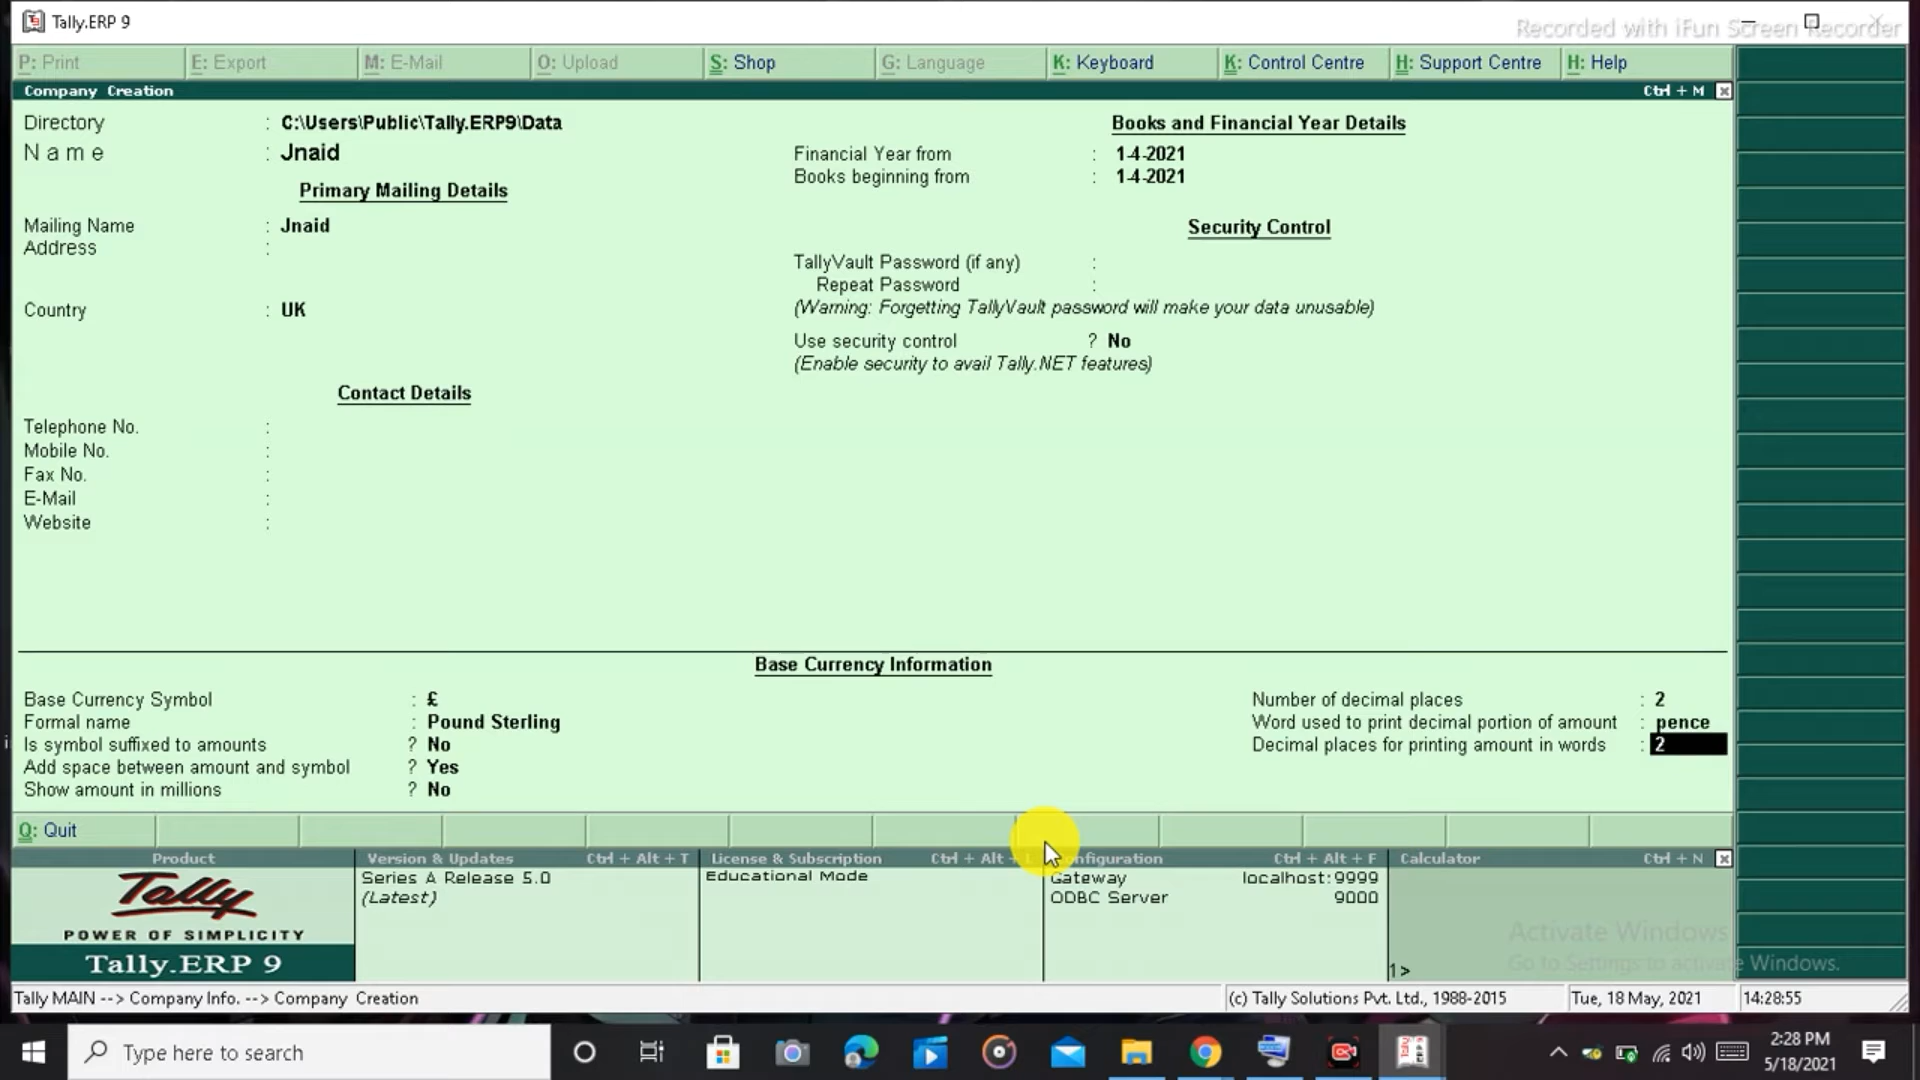 Tally.ERP 9
Recorded with iFun Screen Recorder
P: Print E: Export M: E-Mail O: Upload S: Shop G: Language K: Keyboard K: Control Centre H: Support Centre H: Help
Company Creation Ctrl + M
Directory : C:\Users\Public\Tally.ERP9\Data
Name : Jnaid
Primary Mailing Details
Mailing Name : Jnaid
Address :
Country : UK
Contact Details
Telephone No. :
Mobile No. :
Fax No. :
E-Mail :
Website :
Books and Financial Year Details
Financial Year from : 1-4-2021
Books beginning from : 1-4-2021
Security Control
TallyVault Password (if any) :
Repeat Password :
(Warning: Forgetting TallyVault password will make your data unusable)
Use security control ? No
(Enable security to avail Tally.NET features)
Base Currency Information
Base Currency Symbol : £
Formal name : Pound Sterling
Is symbol suffixed to amounts ? No
Add space between amount and symbol ? Yes
Show amount in millions ? No
Number of decimal places : 2
Word used to print decimal portion of amount : pence
Decimal places for printing amount in words : 2
Q: Quit
Product
Tally
POWER OF SIMPLICITY
Tally.ERP 9
Version & Updates Ctrl + Alt + T
Series A Release 5.0
(Latest)
License & Subscription Ctrl + Alt + L
Educational Mode
Configuration Ctrl + Alt + F
Gateway localhost:9999
ODBC Server 9000
Calculator Ctrl + N
1>
Activate Windows
Go to Settings to activate Windows.
Tally MAIN --> Company Info. --> Company Creation
(c) Tally Solutions Pvt. Ltd., 1988-2015 Tue, 18 May, 2021 14:28:55
Type here to search
2:28 PM
5/18/2021